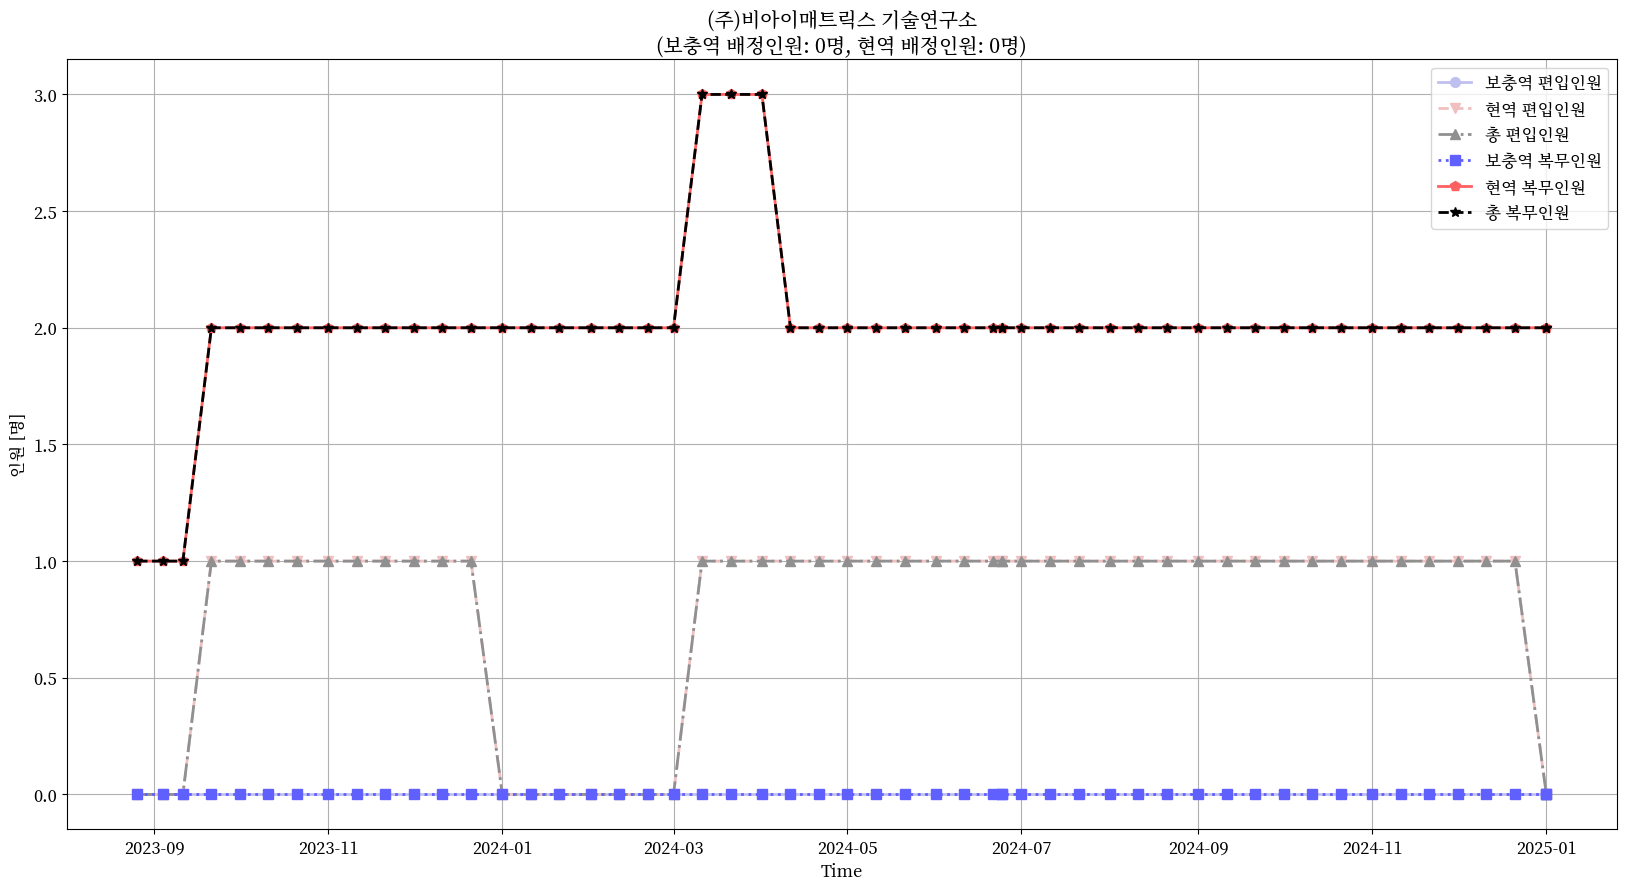 (주)비아이매트릭스 기술연구소
(보충역 배정인원: 0명, 현역 배정인원: 0명)
보충역 편입인원
현역 편입인원
총 편입인원
보충역 복무인원
현역 복무인원
총 복무인원
인원 [명]
3.0
2.5
2.0
1.5
1.0
0.5
0.0
2023-09
2023-11
2024-01
2024-03
2024-05
2024-07
2024-09
2024-11
2025-01
Time